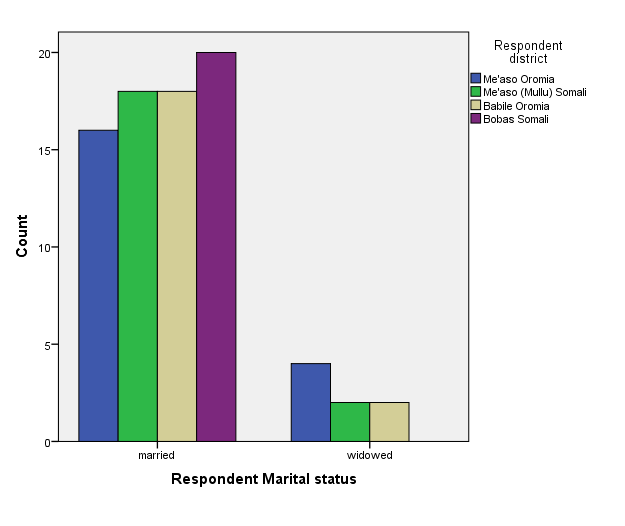 Respondent
district
Me'aso Oromia
Me'aso (Mullu) Somali
Babile Oromia
Bobas Somali
20
15
10
5
0
Count
married
widowed
Respondent Marital status